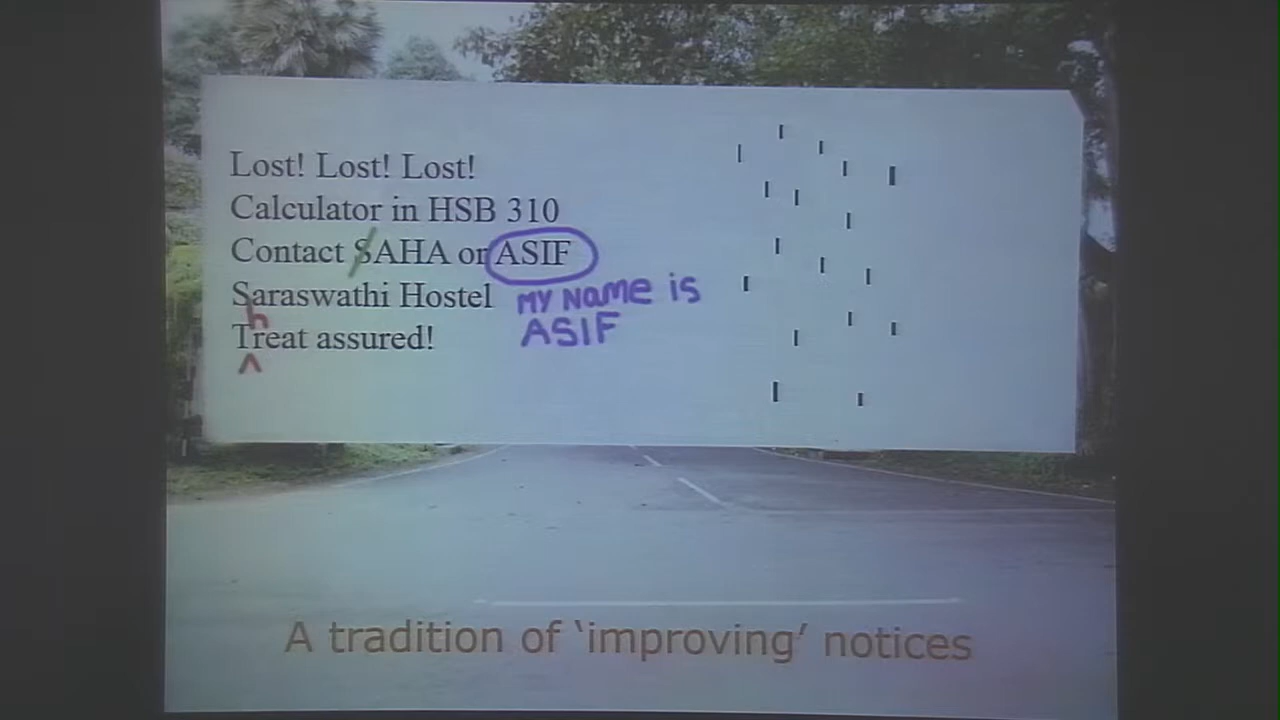 Lost! Lost! Lost!
Calculator in HSB 310
Contact SAHA or ASIF
Saraswathi Hostel
MY NAME iS
ASIF
h
Treat assured!
^
A tradition of ‘improving’ notices